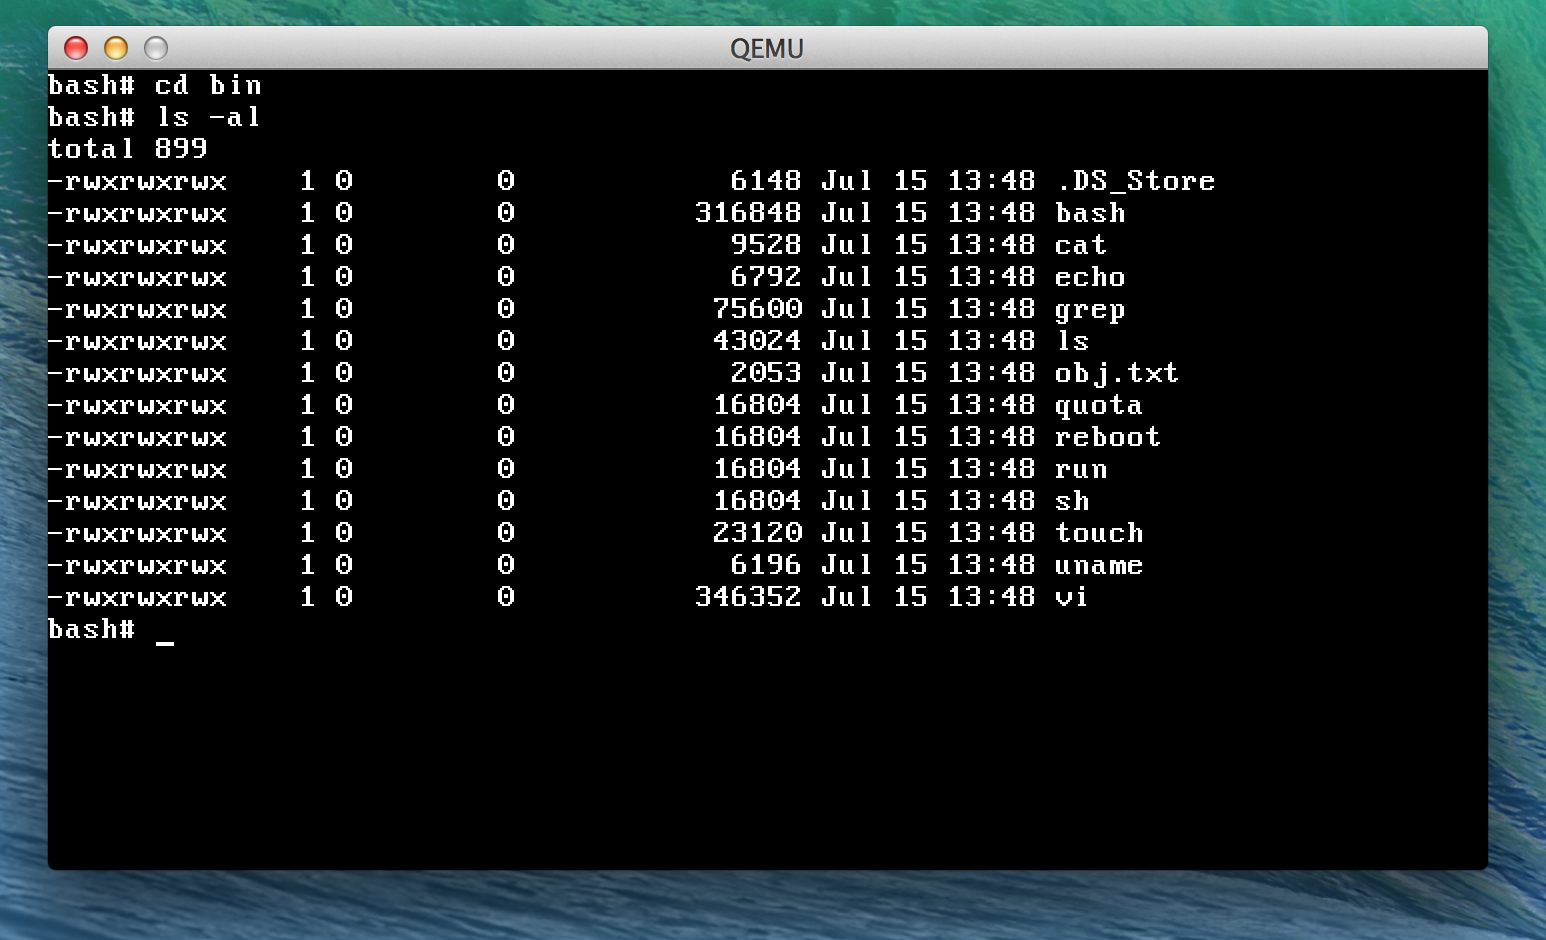 QEMU
bash# cd bin
bash# ls -al
total 899
-rwxrwxrwx    1 0        0            6148 Jul 15 13:48 .DS_Store
-rwxrwxrwx    1 0        0          316848 Jul 15 13:48 bash
-rwxrwxrwx    1 0        0            9528 Jul 15 13:48 cat
-rwxrwxrwx    1 0        0            6792 Jul 15 13:48 echo
-rwxrwxrwx    1 0        0           75600 Jul 15 13:48 grep
-rwxrwxrwx    1 0        0           43024 Jul 15 13:48 ls
-rwxrwxrwx    1 0        0            2053 Jul 15 13:48 obj.txt
-rwxrwxrwx    1 0        0           16804 Jul 15 13:48 quota
-rwxrwxrwx    1 0        0           16804 Jul 15 13:48 reboot
-rwxrwxrwx    1 0        0           16804 Jul 15 13:48 run
-rwxrwxrwx    1 0        0           16804 Jul 15 13:48 sh
-rwxrwxrwx    1 0        0           23120 Jul 15 13:48 touch
-rwxrwxrwx    1 0        0            6196 Jul 15 13:48 uname
-rwxrwxrwx    1 0        0          346352 Jul 15 13:48 vi
bash# _